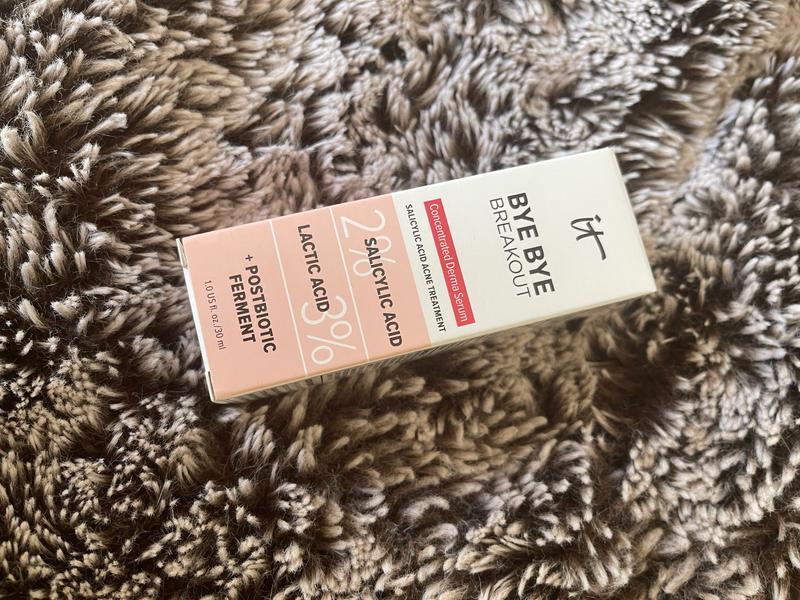 it
BYE BYE
BREAKOUT
Concentrated Derma Serum
SALICYLIC ACID ACNE TREATMENT
2%
SALICYLIC ACID
LACTIC ACID
3%
+ POSTBIOTIC
FERMENT
1.0 US fl. oz./30 ml